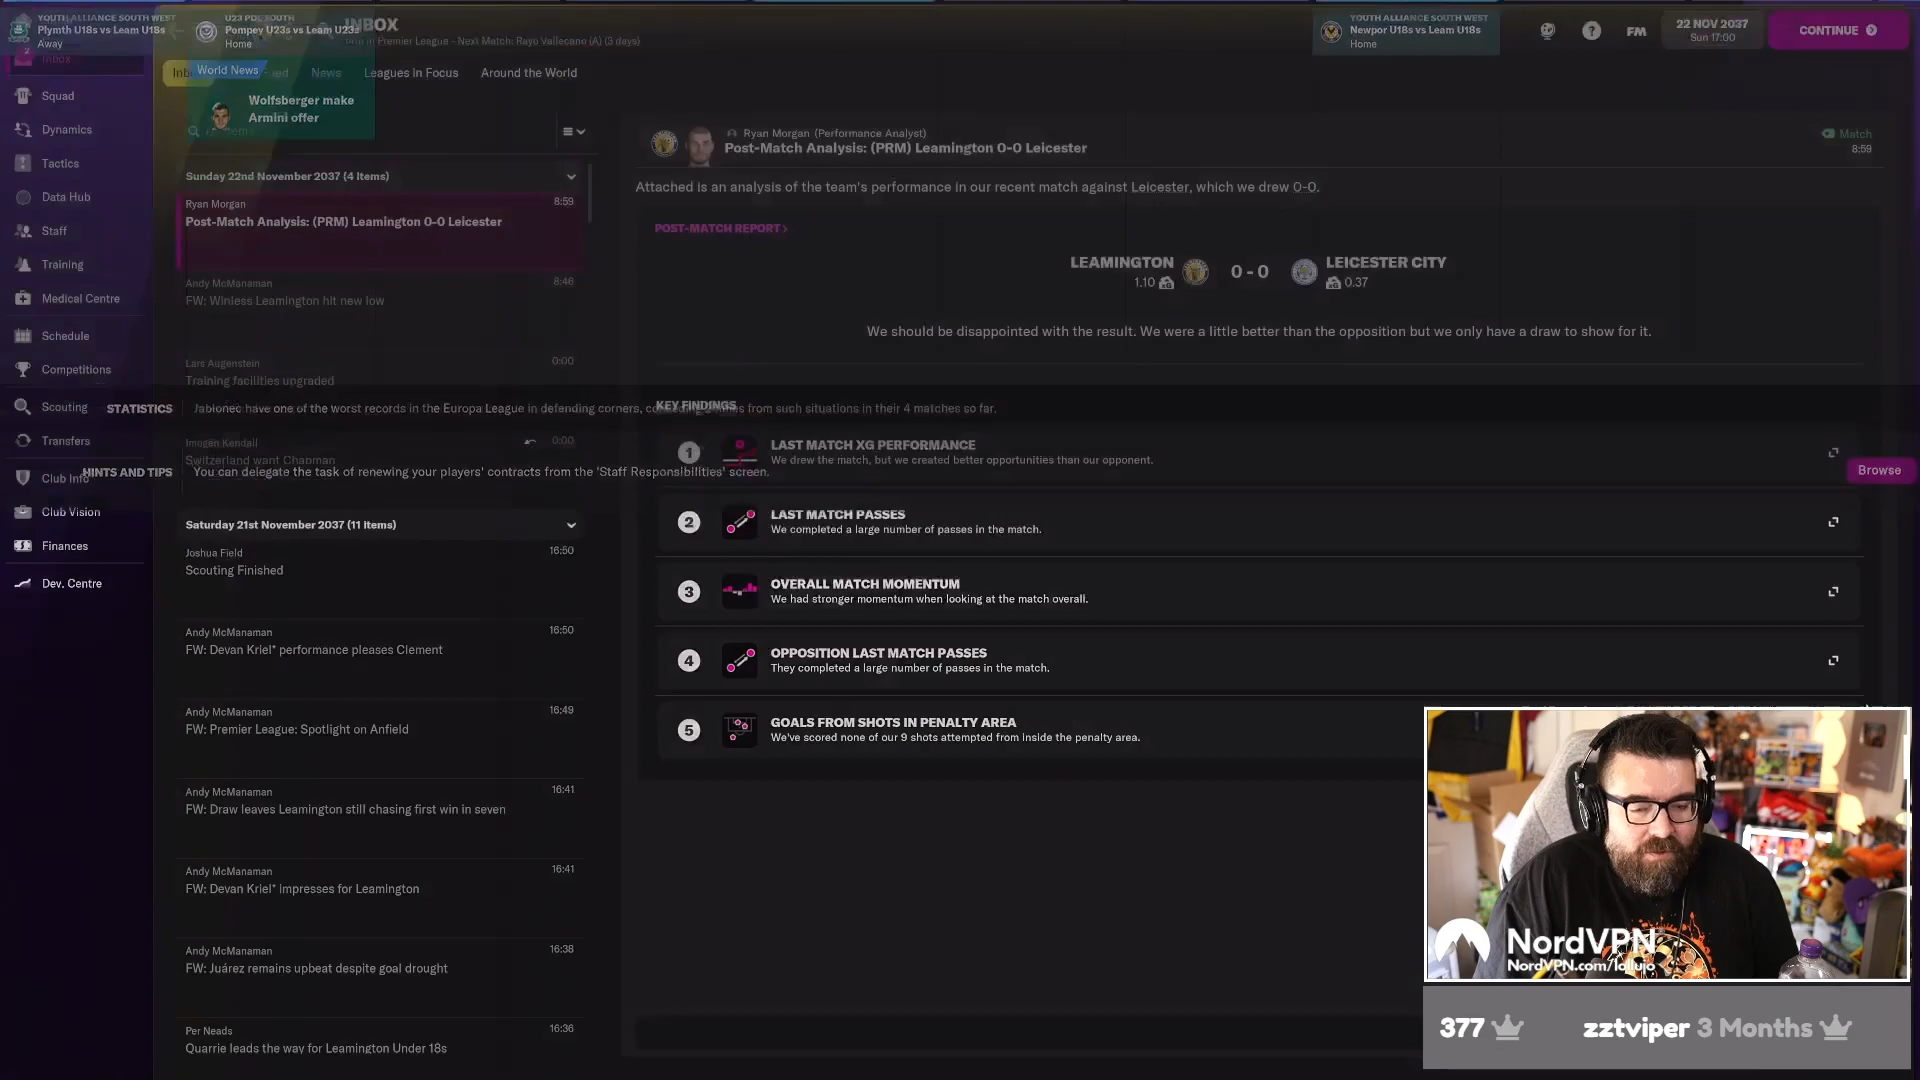 YOUTH ALLIANCE SOUTH WEST
Plymth U18s vs Leam U18s
Away
U23 PDL SOUTH
Pompey U23s vs Leam U23s
Home
INBOX
Premier League - Next Match: Rayo Vallecano (A) (3 days)
YOUTH ALLIANCE SOUTH WEST
Newpor U18s vs Leam U18s
Home
FM
22 NOV 2037
Sun 17:00
CONTINUE
Inbox
World News
News
Leagues in Focus
Around the World
Wolfsberger make
Armini offer
Squad
Dynamics
Tactics
Data Hub
Staff
Training
Medical Centre
Schedule
Competitions
Scouting
Transfers
Club Info
Club Vision
Finances
Dev. Centre
Sunday 22nd November 2037 (4 Items)
Ryan Morgan 8:59
Post-Match Analysis: (PRM) Leamington 0-0 Leicester
Andy McManaman 8:46
FW: Winless Leamington hit new low
Lars Augenstein 0:00
Training facilities upgraded
STATISTICS
Jablonec have one of the worst records in the Europa League in defending corners, from such situations in their 4 matches so far.
Imogen Kendall 0:00
Switzerland want Chapman
HINTS AND TIPS
You can delegate the task of renewing your players' contracts from the 'Staff Responsibilities' screen.
Browse
Saturday 21st November 2037 (11 Items)
Joshua Field 16:50
Scouting Finished
Andy McManaman 16:50
FW: Devan Kriel* performance pleases Clement
Andy McManaman 16:49
FW: Premier League: Spotlight on Anfield
Andy McManaman 16:41
FW: Draw leaves Leamington still chasing first win in seven
Andy McManaman 16:41
FW: Devan Kriel* impresses for Leamington
Andy McManaman 16:38
FW: Juárez remains upbeat despite goal drought
Per Neads 16:36
Quarrie leads the way for Leamington Under 18s
Ryan Morgan (Performance Analyst)
Post-Match Analysis: (PRM) Leamington 0-0 Leicester
Match
8:59
Attached is an analysis of the team's performance in our recent match against Leicester, which we drew 0-0.
POST-MATCH REPORT >
LEAMINGTON 0 - 0 LEICESTER CITY
1.10 0.37
We should be disappointed with the result. We were a little better than the opposition but we only have a draw to show for it.
KEY FINDINGS
1 LAST MATCH XG PERFORMANCE
We drew the match, but we created better opportunities than our opponent.
2 LAST MATCH PASSES
We completed a large number of passes in the match.
3 OVERALL MATCH MOMENTUM
We had stronger momentum when looking at the match overall.
4 OPPOSITION LAST MATCH PASSES
They completed a large number of passes in the match.
5 GOALS FROM SHOTS IN PENALTY AREA
We've scored none of our 9 shots attempted from inside the penalty area.
NordVPN
NordVPN.com/lollujo
377
zztviper 3 Months